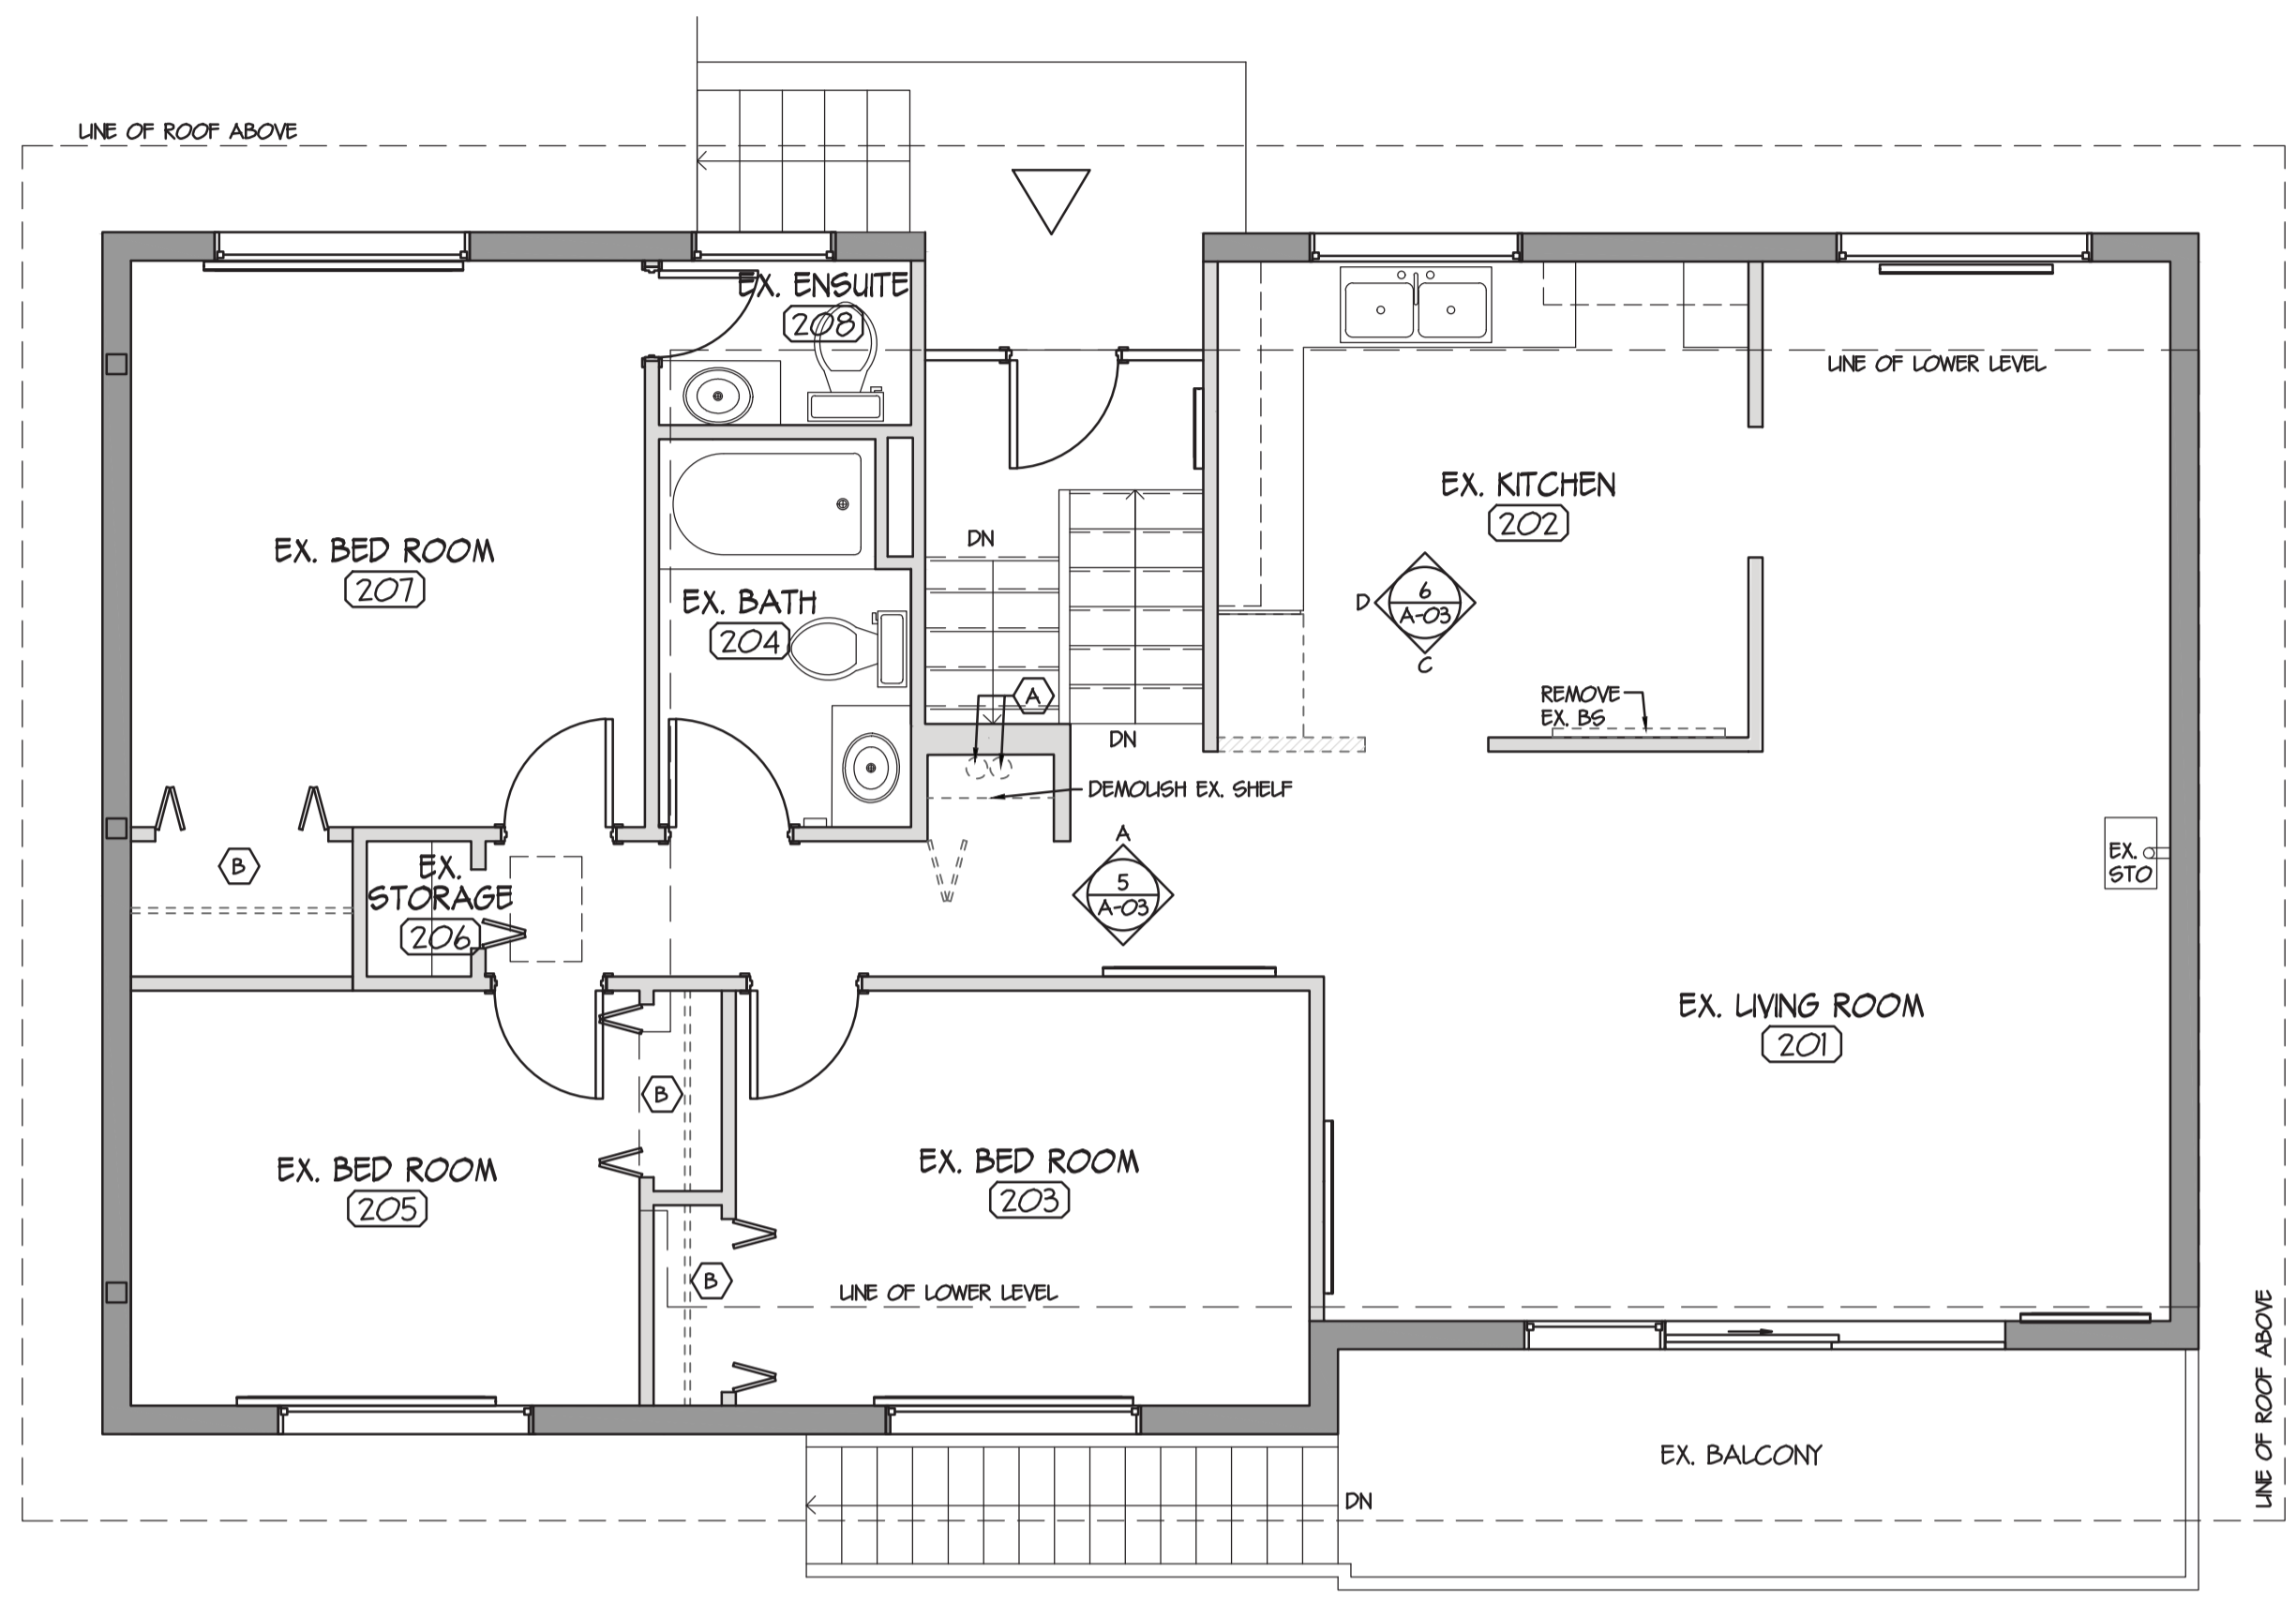 LINE OF ROOF ABOVE
EX. ENSUITE
208
LINE OF LOWER LEVEL
EX. KITCHEN
202
DN
EX. BED ROOM
207
EX. BATH
204
6
A-03
D
C
A
REMOVE
EX. BS
DN
DEMOLISH EX. SHELF
A
5
A-03
B
EX.
STORAGE
206
EX.
STO
EX. LIVING ROOM
201
B
EX. BED ROOM
205
EX. BED ROOM
203
B
LINE OF LOWER LEVEL
LINE OF ROOF ABOVE
EX. BALCONY
DN